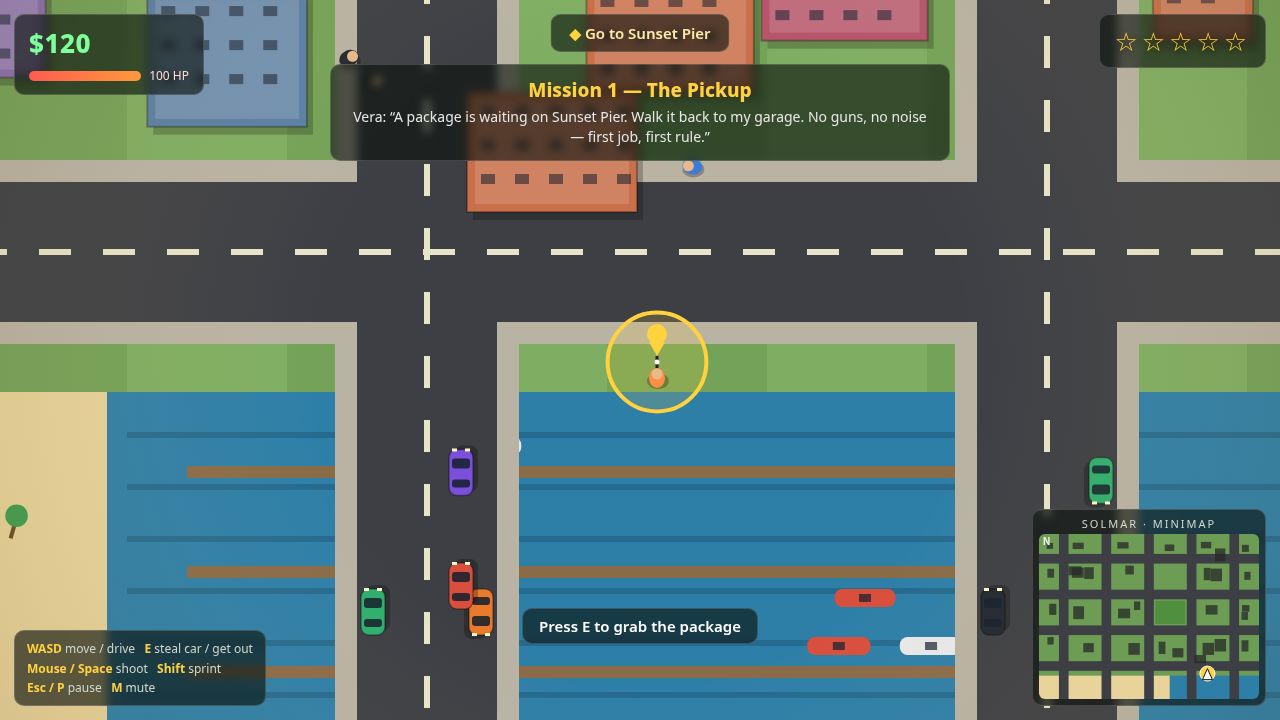 $120
100 HP
◆ Go to Sunset Pier
☆☆☆☆☆
Mission 1 — The Pickup
Vera: “A package is waiting on Sunset Pier. Walk it back to my garage. No guns, no noise
— first job, first rule.”
Press E to grab the package
WASD move / drive E steal car / get out
Mouse / Space shoot Shift sprint
Esc / P pause M mute
SOLMAR · MINIMAP
N